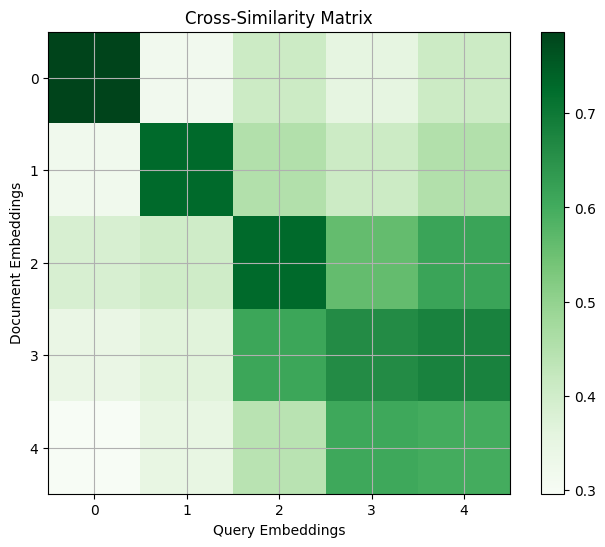 Cross-Similarity Matrix
Document Embeddings
0
1
2
3
4
0 1 2 3 4
Query Embeddings
0.7
0.6
0.5
0.4
0.3